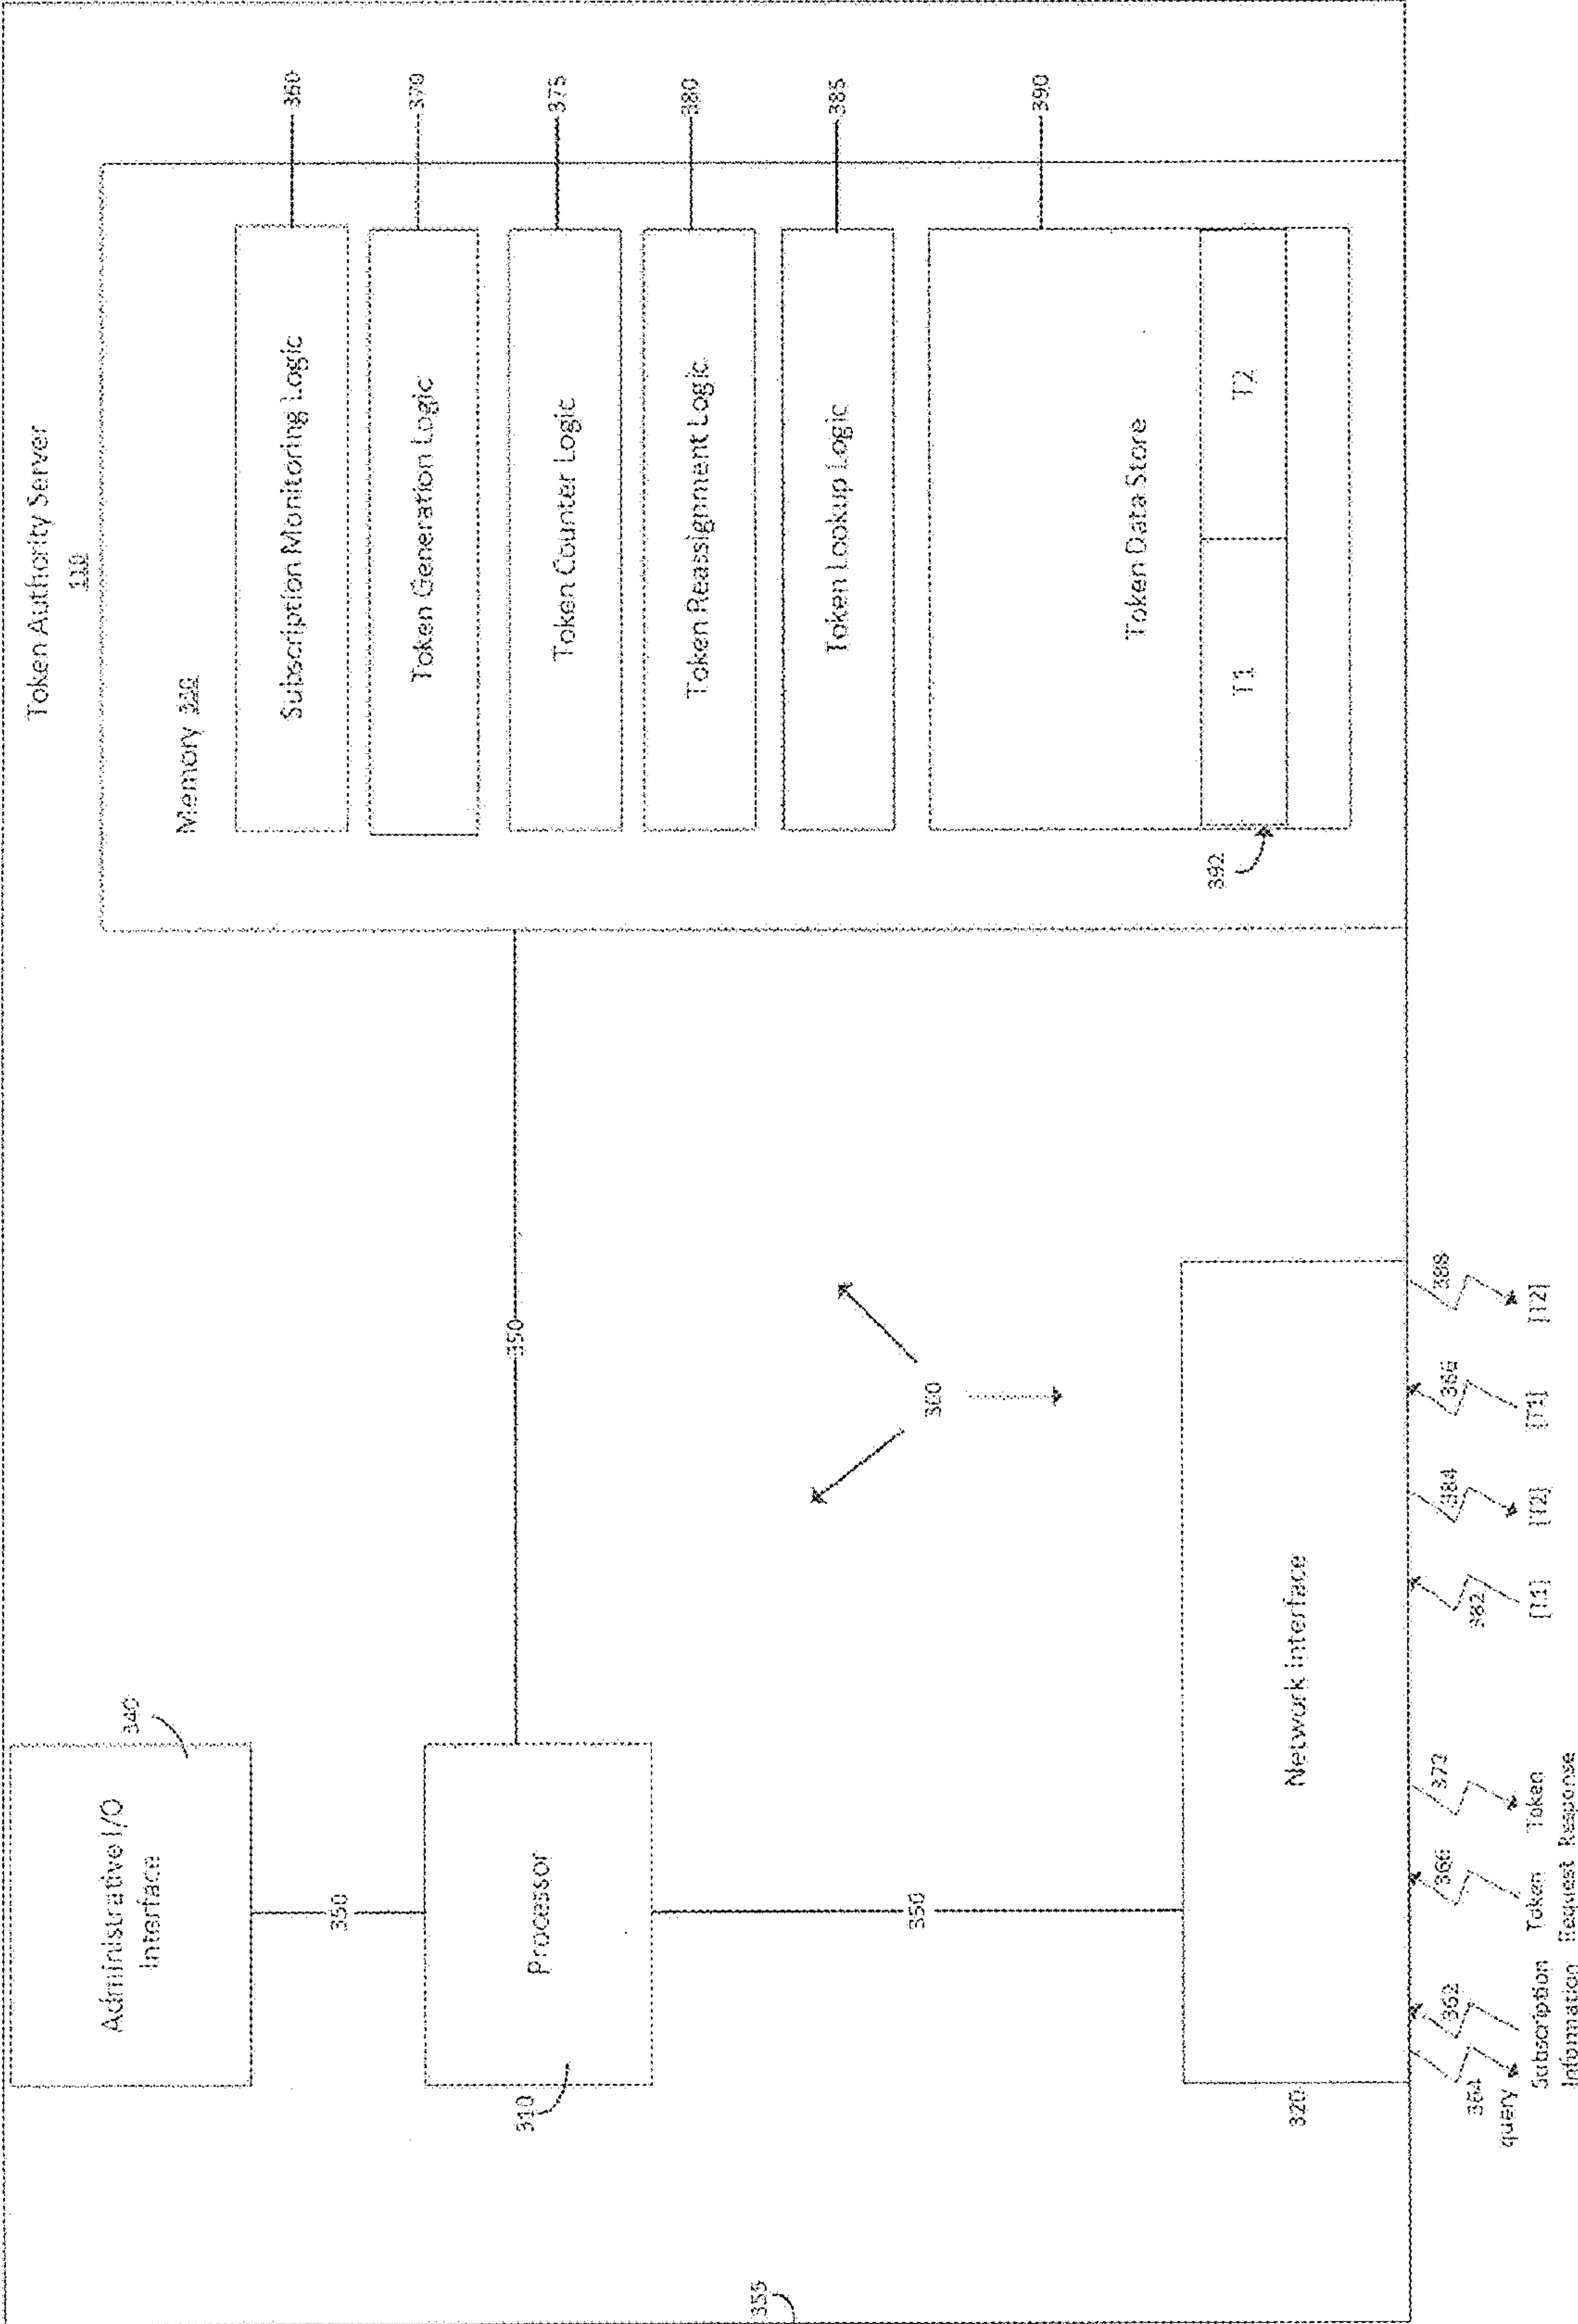 Token Authority Server
110
Memory 330
Subscription Monitoring Logic
360
Token Generation Logic
370
Token Counter Logic
375
Token Reassignment Logic
380
Token Lookup Logic
385
Token Data Store
390
T1
T2
392
Administrative I/O
Interface
340
350
Processor
310
350
350
300
Network Interface
320
355
364
query
362
Subscription
Information
366
Token
Request
372
Token
Response
382
[T1]
384
[T2]
386
[T1]
388
[T2]